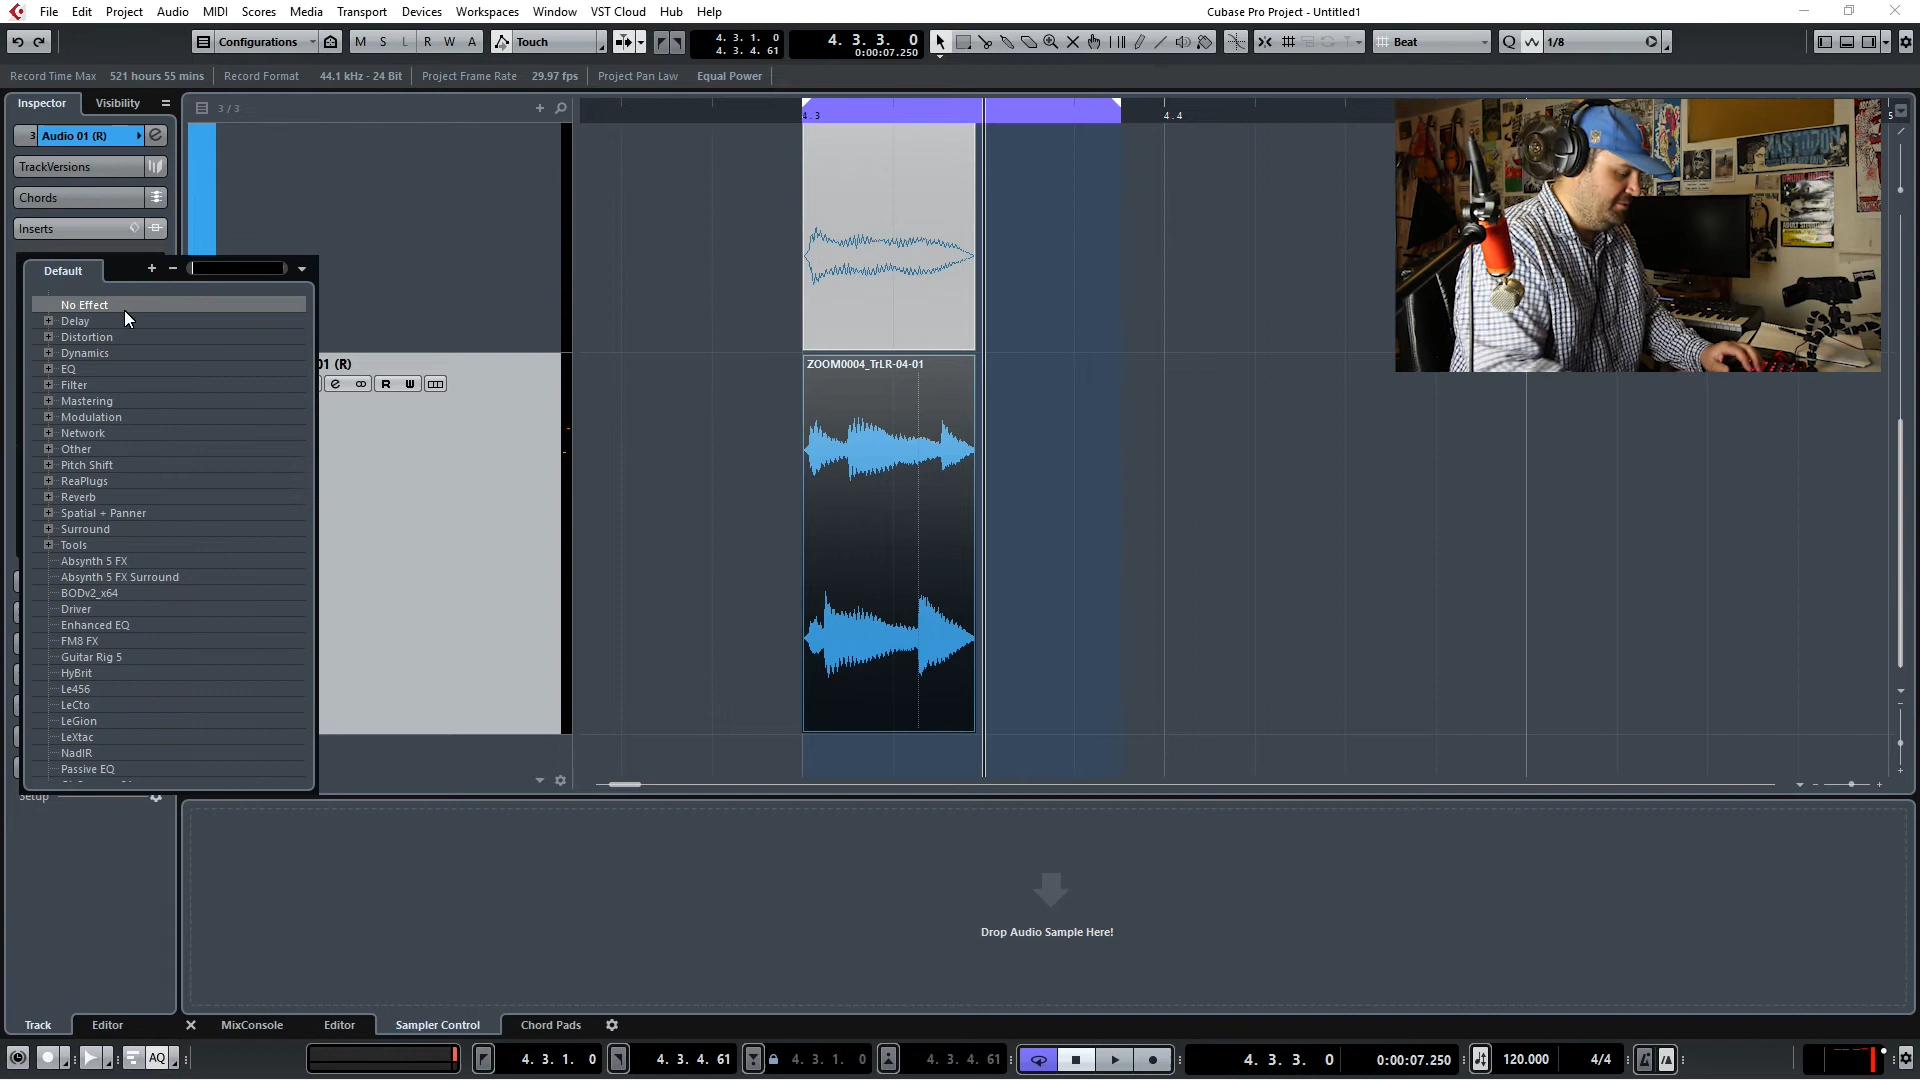 File Edit Project Audio MIDI Scores Media Transport Devices Workspaces Window VST Cloud Hub Help
Cubase Pro Project - Untitled1
Configurations M S L R W A Touch
4. 3. 1. 0
4. 3. 4. 61
4. 3. 3. 0
0:00:07.250
Beat Q 1/8
Record Time Max 521 hours 55 mins Record Format 44.1 kHz - 24 Bit Project Frame Rate 29.97 fps Project Pan Law Equal Power
Inspector Visibility 3 / 3
4.3 4.4 5
3 Audio 01 (R)
TrackVersions
Chords
Inserts
Default
No Effect
Delay
Distortion
Dynamics
EQ
Filter
Mastering
Modulation
Network
Other
Pitch Shift
ReaPlugs
Reverb
Spatial + Panner
Surround
Tools
Absynth 5 FX
Absynth 5 FX Surround
BODv2_x64
Driver
Enhanced EQ
FM8 FX
Guitar Rig 5
HyBrit
Le456
LeCto
LeGion
LeXtac
NadIR
Passive EQ
01 (R)
e R W
ZOOM0004_TrLR-04-01
MASTODON
Setup
Drop Audio Sample Here!
Track Editor MixConsole Editor Sampler Control Chord Pads
AQ 4. 3. 1. 0 4. 3. 4. 61 4. 3. 1. 0 4. 3. 4. 61 4. 3. 3. 0 0:00:07.250 120.000 4/4